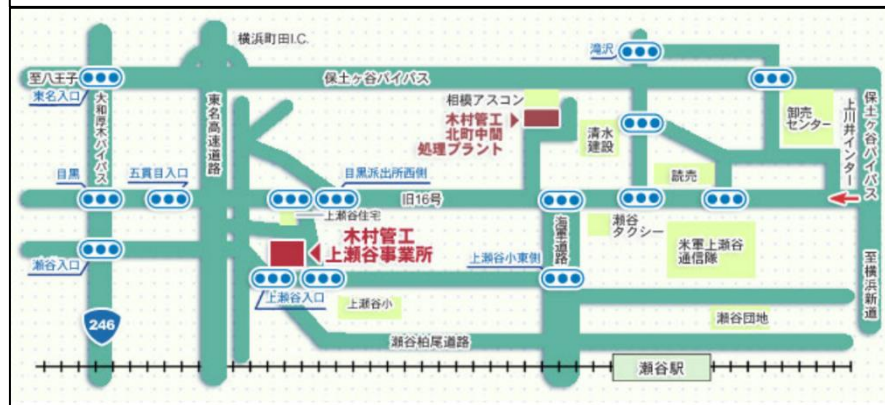 横浜町田I.C.
滝沢
至八王子
保土ヶ谷バイパス
東名入口
大和厚木バイパス
東名高速道路
相模アスコン
木村管工
北町中間
処理プラント
清水
建設
卸売
センター
上川井インター
保土ヶ谷バイパス
目黒
五貫目入口
目黒派出所西側
読売
旧16号
上瀬谷住宅
木村管工
上瀬谷事業所
海軍道路
瀬谷
タクシー
米軍上瀬谷
通信隊
上瀬谷小東側
瀬谷入口
上瀬谷入口
上瀬谷小
至横浜新道
246
瀬谷団地
瀬谷柏尾道路
瀬谷駅